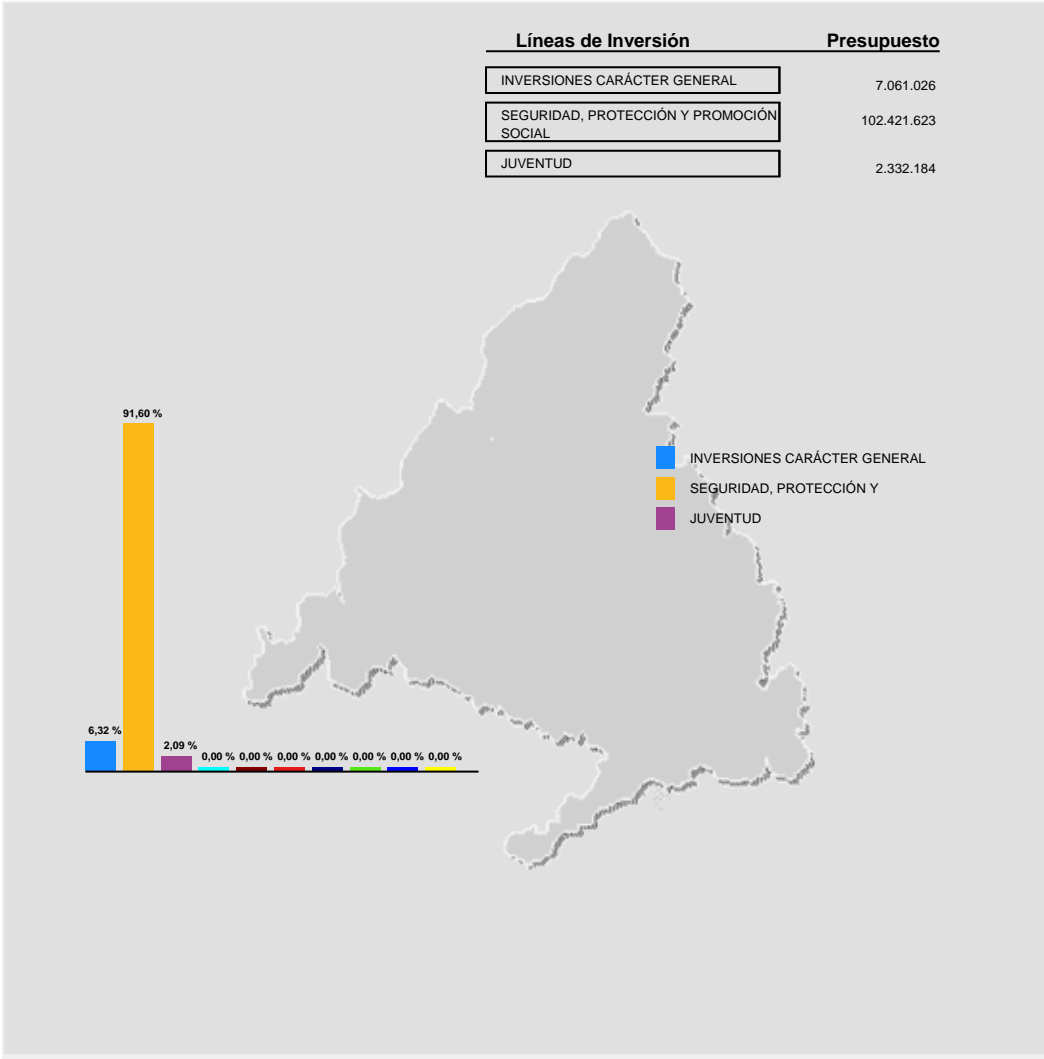 Líneas de Inversión Presupuesto
INVERSIONES CARÁCTER GENERAL 7.061.026
SEGURIDAD, PROTECCIÓN Y PROMOCIÓN
SOCIAL 102.421.623
JUVENTUD 2.332.184
91,60 %
INVERSIONES CARÁCTER GENERAL
SEGURIDAD, PROTECCIÓN Y
JUVENTUD
6,32 %
2,09 %
0,00 % 0,00 % 0,00 % 0,00 % 0,00 % 0,00 % 0,00 %